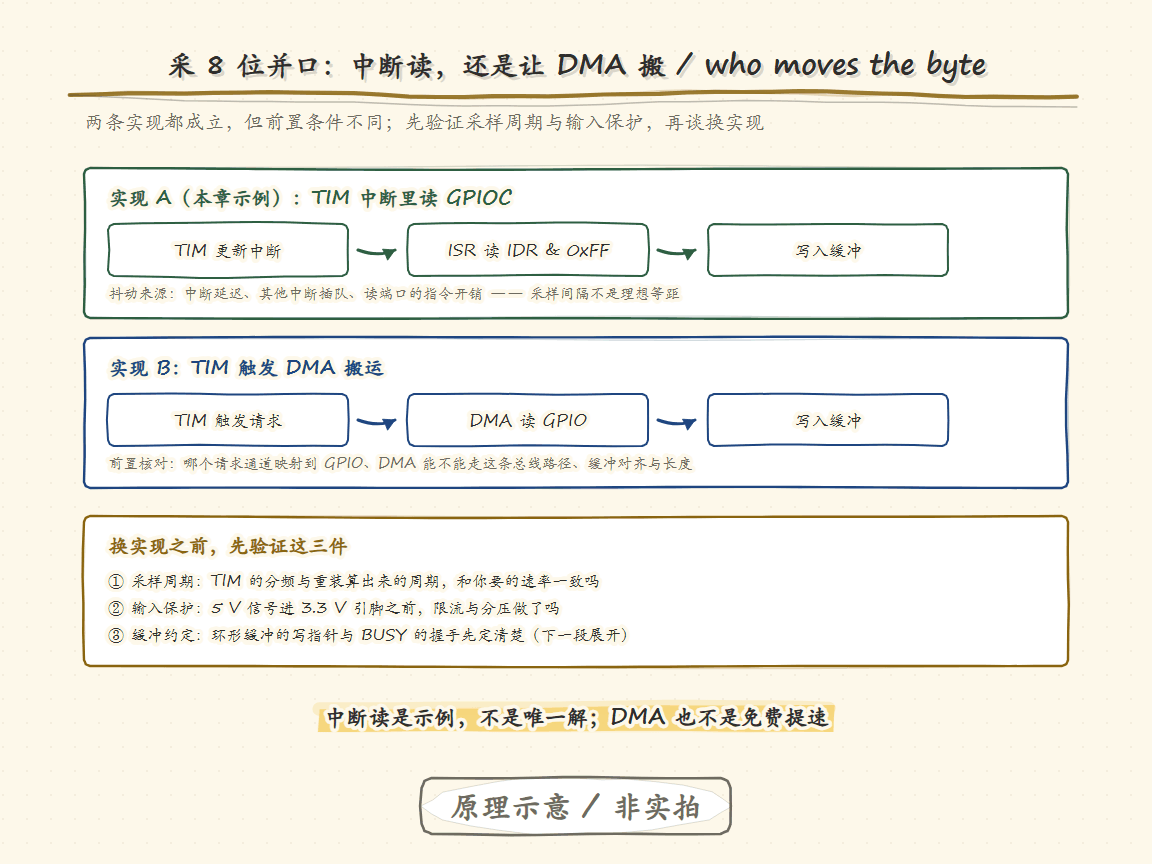 采 8 位并口：中断读，还是让 DMA 搬 / who moves the byte
两条实现都成立，但前置条件不同；先验证采样周期与输入保护，再谈换实现
实现 A（本章示例）：TIM 中断里读 GPIOC
TIM 更新中断
ISR 读 IDR & 0xFF
写入缓冲
抖动来源：中断延迟、其他中断插队、读端口的指令开销 —— 采样间隔不是理想等距
实现 B：TIM 触发 DMA 搬运
TIM 触发请求
DMA 读 GPIO
写入缓冲
前置核对：哪个请求通道映射到 GPIO、DMA 能不能走这条总线路径、缓冲对齐与长度
换实现之前，先验证这三件
① 采样周期：TIM 的分频与重装算出来的周期，和你要的速率一致吗
② 输入保护：5 V 信号进 3.3 V 引脚之前，限流与分压做了吗
③ 缓冲约定：环形缓冲的写指针与 BUSY 的握手先定清楚（下一段展开）
中断读是示例，不是唯一解；DMA 也不是免费提速
原理示意 / 非实拍